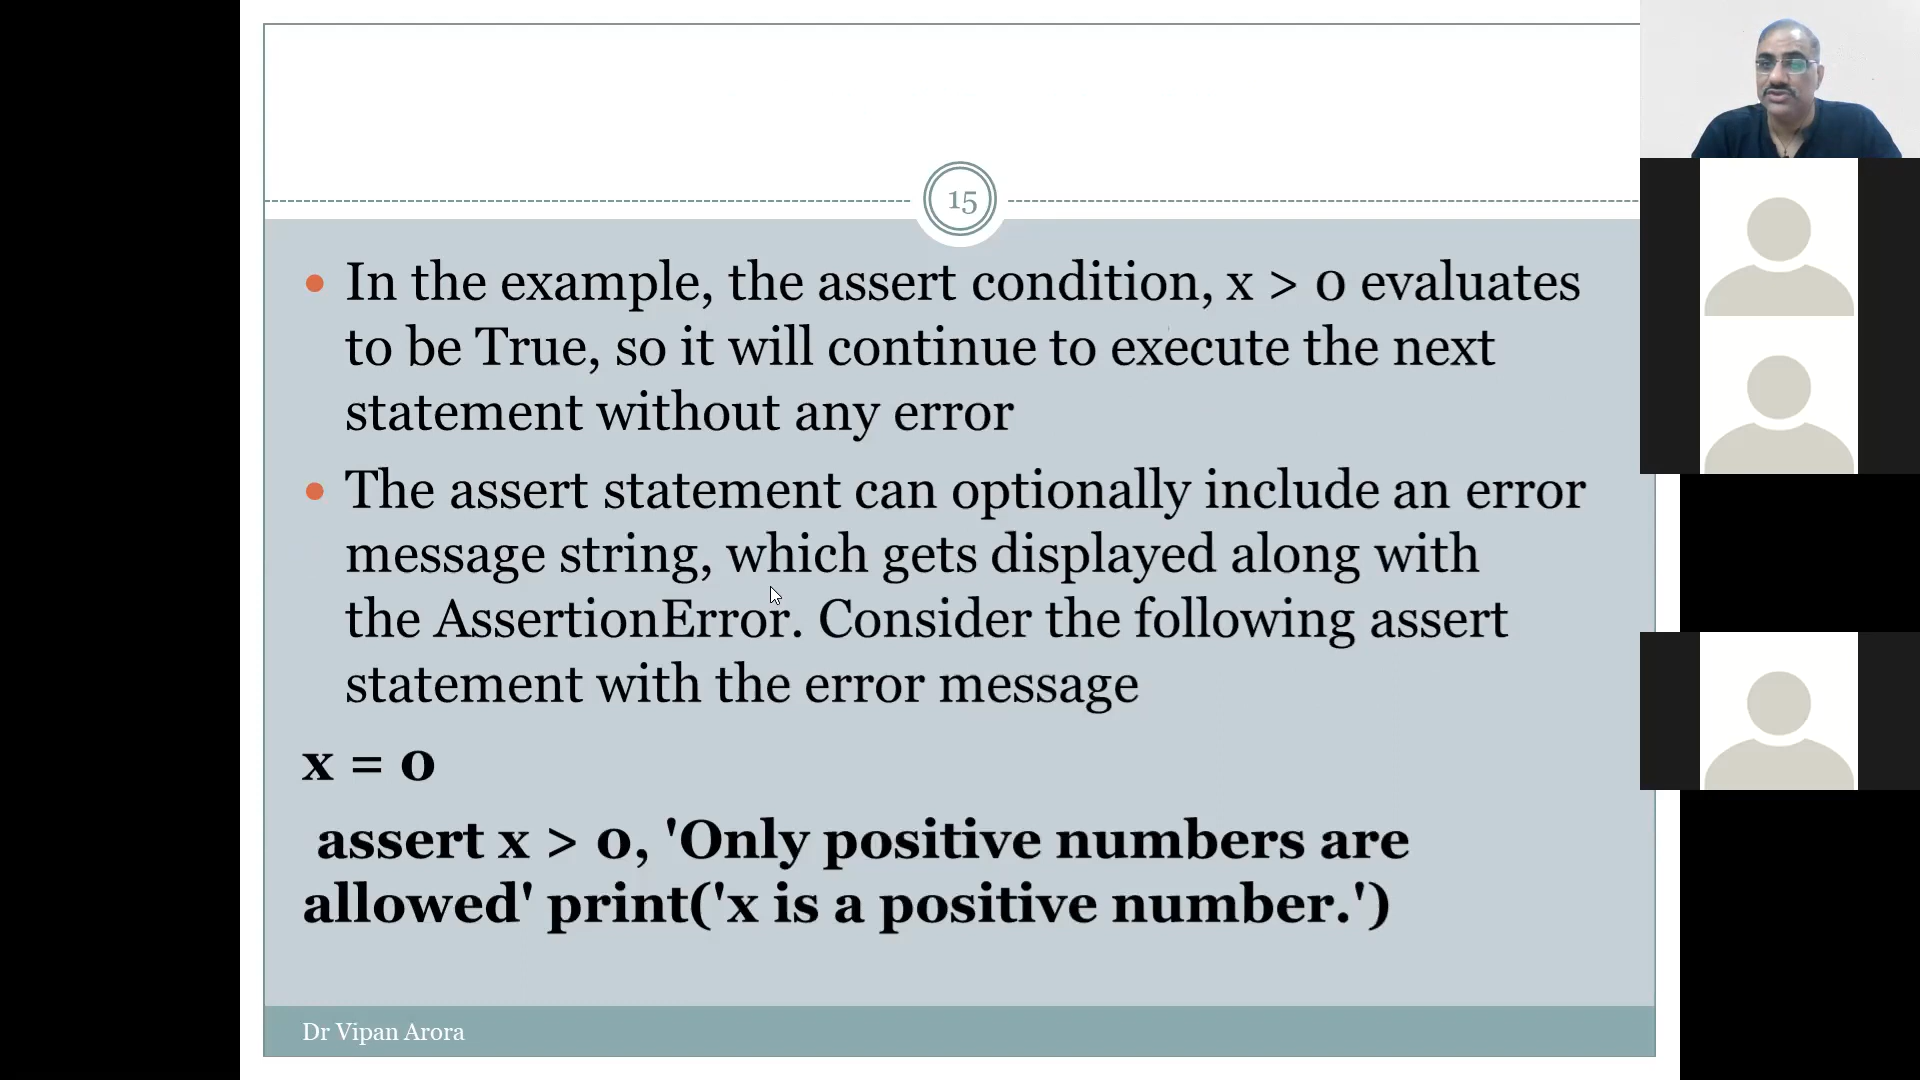 15
• In the example, the assert condition, x > 0 evaluates
to be True, so it will continue to execute the next
statement without any error
• The assert statement can optionally include an error
message string, which gets displayed along with
the AssertionError. Consider the following assert
statement with the error message
x = 0
assert x > 0, 'Only positive numbers are
allowed' print('x is a positive number.')
Dr Vipan Arora